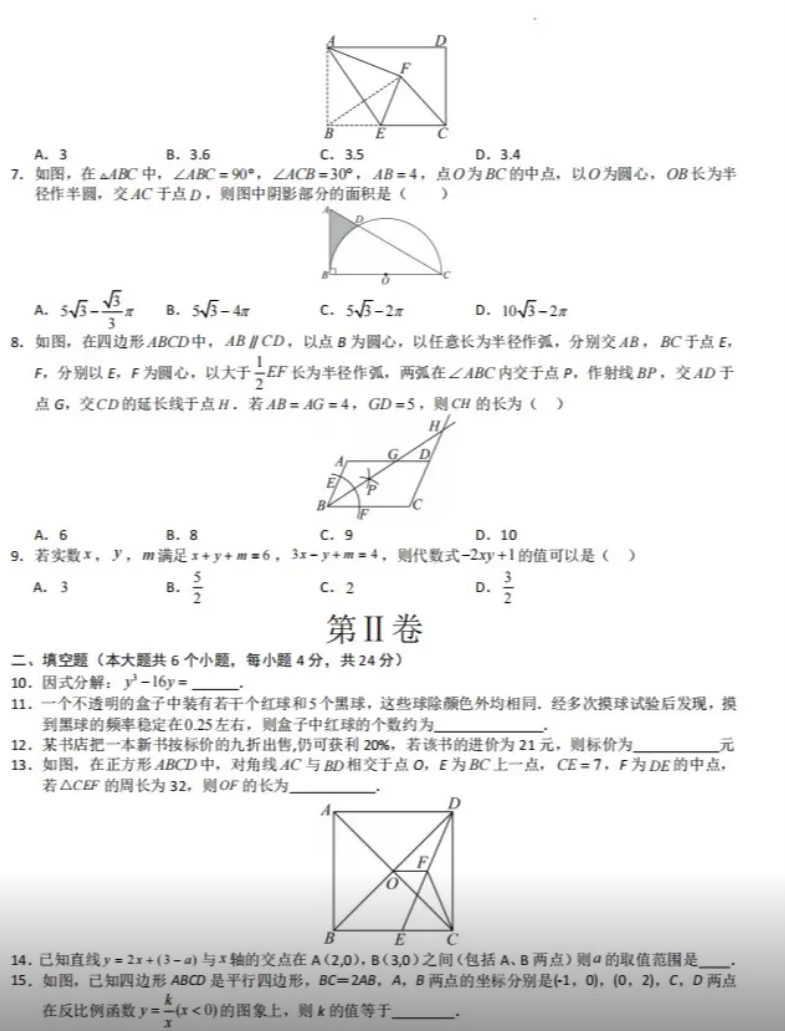 A D
F
B E C
A. 3 B. 3.6 C. 3.5 D. 3.4
7. 如图，在△ABC中，∠ABC=90°，∠ACB=30°，AB=4，点O为BC的中点，以O为圆心，OB长为半
径作半圆，交AC于点D，则图中阴影部分的面积是（ ）
A
D
B O C
A. 5√3-√3/3π B. 5√3-4π C. 5√3-2π D. 10√3-2π
8. 如图，在四边形ABCD中，AB∥CD，以点B为圆心，以任意长为半径作弧，分别交AB，BC于点E，
F，分别以E，F为圆心，以大于1/2EF长为半径作弧，两弧在∠ABC内交于点P，作射线BP，交AD于
点G，交CD的延长线于点H．若AB=AG=4，GD=5，则CH的长为（ ）
H
A G D
E P
B F C
A. 6 B. 8 C. 9 D. 10
9. 若实数x，y，m满足x+y+m=6，3x-y+m=4，则代数式-2xy+1的值可以是（ ）
A. 3 B. 5/2 C. 2 D. 3/2
第Ⅱ卷
二、填空题（本大题共6个小题，每小题4分，共24分）
10. 因式分解：y³-16y=______.
11. 一个不透明的盒子中装有若干个红球和5个黑球，这些球除颜色外均相同．经多次摸球试验后发现，摸
到黑球的频率稳定在0.25左右，则盒子中红球的个数约为______.
12. 某书店把一本新书按标价的九折出售,仍可获利20%，若该书的进价为21元，则标价为______元
13. 如图，在正方形ABCD中，对角线AC与BD相交于点O，E为BC上一点，CE=7，F为DE的中点，
若△CEF的周长为32，则OF的长为______.
A D
F
O
B E C
14. 已知直线y=2x+(3-a)与x轴的交点在A(2,0)，B(3,0)之间(包括A、B两点)则a的取值范围是____.
15. 如图，已知四边形ABCD是平行四边形，BC=2AB，A，B两点的坐标分别是(-1，0)，(0，2)，C，D两点
在反比例函数y=k/x(x<0)的图象上，则k的值等于______.